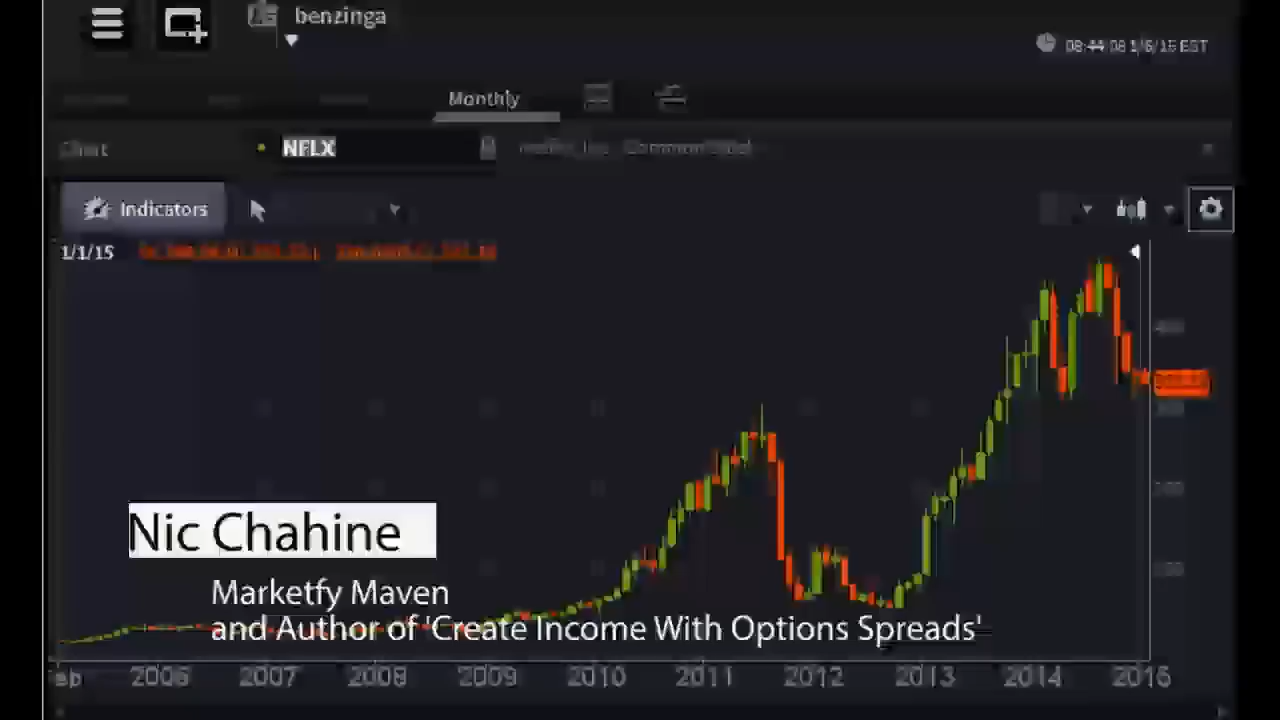 benzinga
08:44:08 1/6/15 EST
Monthly
Chart
NFLX
Indicators
1/1/15
Nic Chahine
Marketfy Maven
and Author of 'Create Income With Options Spreads'
2006 2007 2008 2009 2010 2011 2012 2013 2014 2015